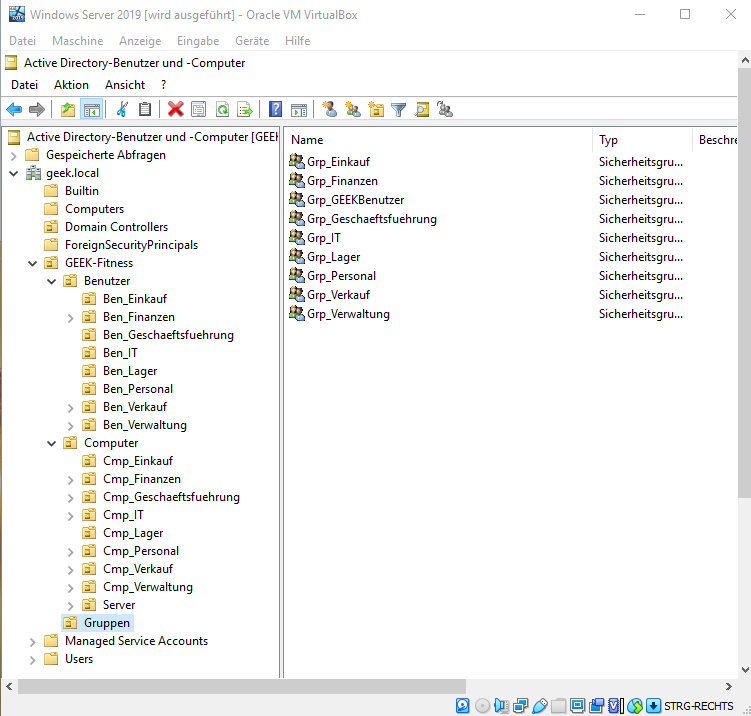 Windows Server 2019 [wird ausgeführt] - Oracle VM VirtualBox
Datei Maschine Anzeige Eingabe Geräte Hilfe
Active Directory-Benutzer und -Computer
Datei Aktion Ansicht ?
Active Directory-Benutzer und -Computer [GEEK
Gespeicherte Abfragen
geek.local
Builtin
Computers
Domain Controllers
ForeignSecurityPrincipals
GEEK-Fitness
Benutzer
Ben_Einkauf
Ben_Finanzen
Ben_Geschaeftsfuehrung
Ben_IT
Ben_Lager
Ben_Personal
Ben_Verkauf
Ben_Verwaltung
Computer
Cmp_Einkauf
Cmp_Finanzen
Cmp_Geschaeftsfuehrung
Cmp_IT
Cmp_Lager
Cmp_Personal
Cmp_Verkauf
Cmp_Verwaltung
Server
Gruppen
Managed Service Accounts
Users
Name Typ Beschre
Grp_Einkauf Sicherheitsgru...
Grp_Finanzen Sicherheitsgru...
Grp_GEEKBenutzer Sicherheitsgru...
Grp_Geschaeftsfuehrung Sicherheitsgru...
Grp_IT Sicherheitsgru...
Grp_Lager Sicherheitsgru...
Grp_Personal Sicherheitsgru...
Grp_Verkauf Sicherheitsgru...
Grp_Verwaltung Sicherheitsgru...
STRG-RECHTS